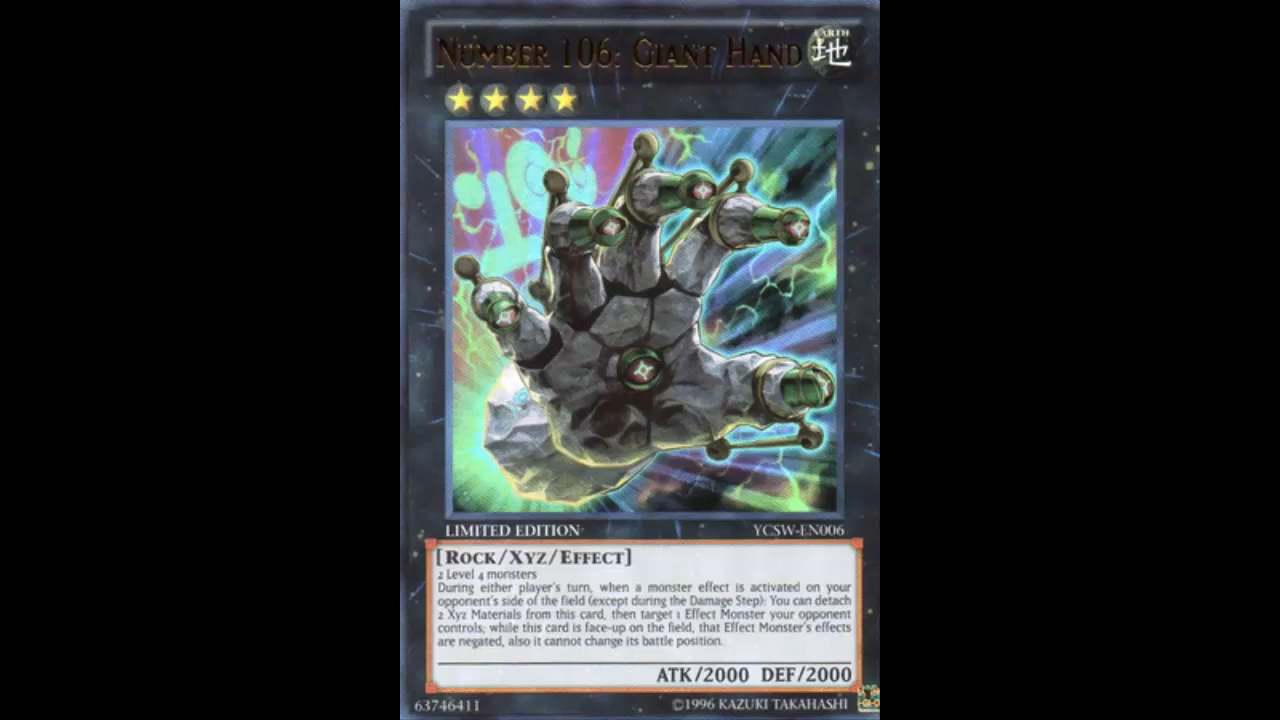 Number 106: Giant Hand
EARTH
地
106
LIMITED EDITION
YCSW-EN006
[Rock/Xyz/Effect]
2 Level 4 monsters
During either player's turn, when a monster effect is activated on your
opponent's side of the field (except during the Damage Step): You can detach
2 Xyz Materials from this card, then target 1 Effect Monster your opponent
controls; while this card is face-up on the field, that Effect Monster's effects
are negated, also it cannot change its battle position.
ATK/2000 DEF/2000
63746411
©1996 KAZUKI TAKAHASHI